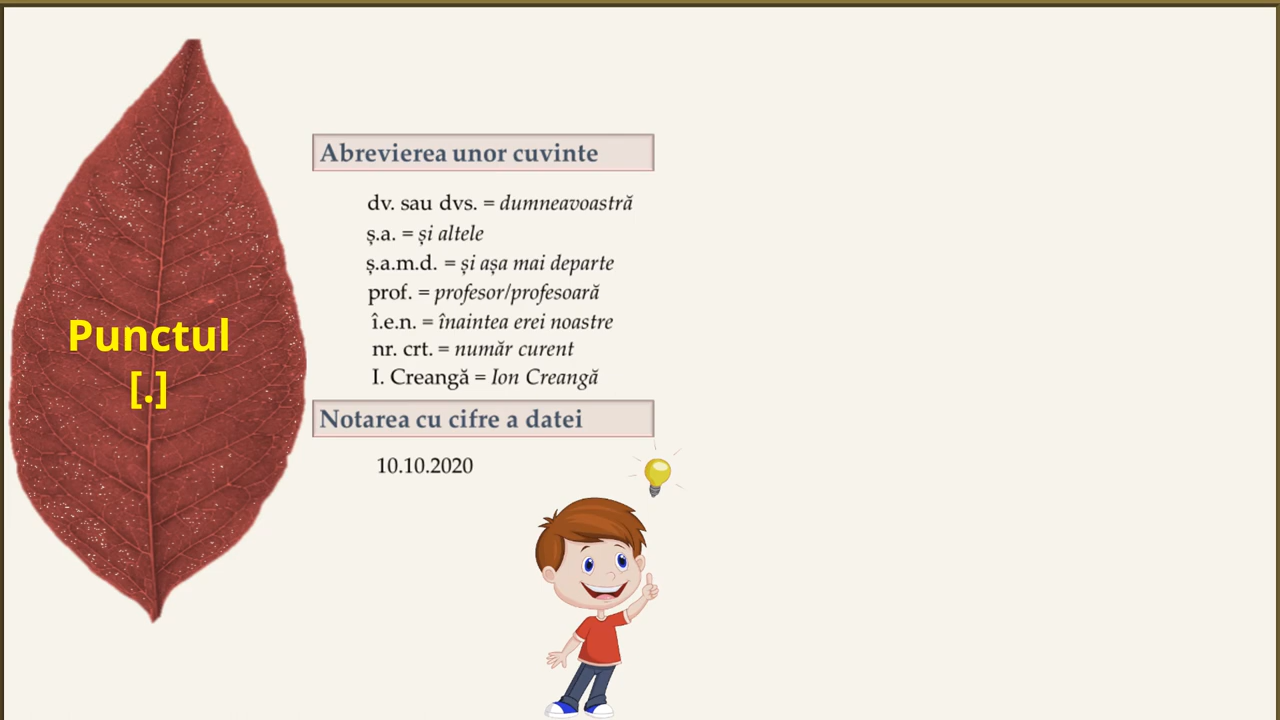 Punctul
[.]
Abrevierea unor cuvinte
dv. sau dvs. = dumneavoastră
ș.a. = și altele
ș.a.m.d. = și așa mai departe
prof. = profesor/profesoară
î.e.n. = înaintea erei noastre
nr. crt. = număr curent
I. Creangă = Ion Creangă
Notarea cu cifre a datei
10.10.2020